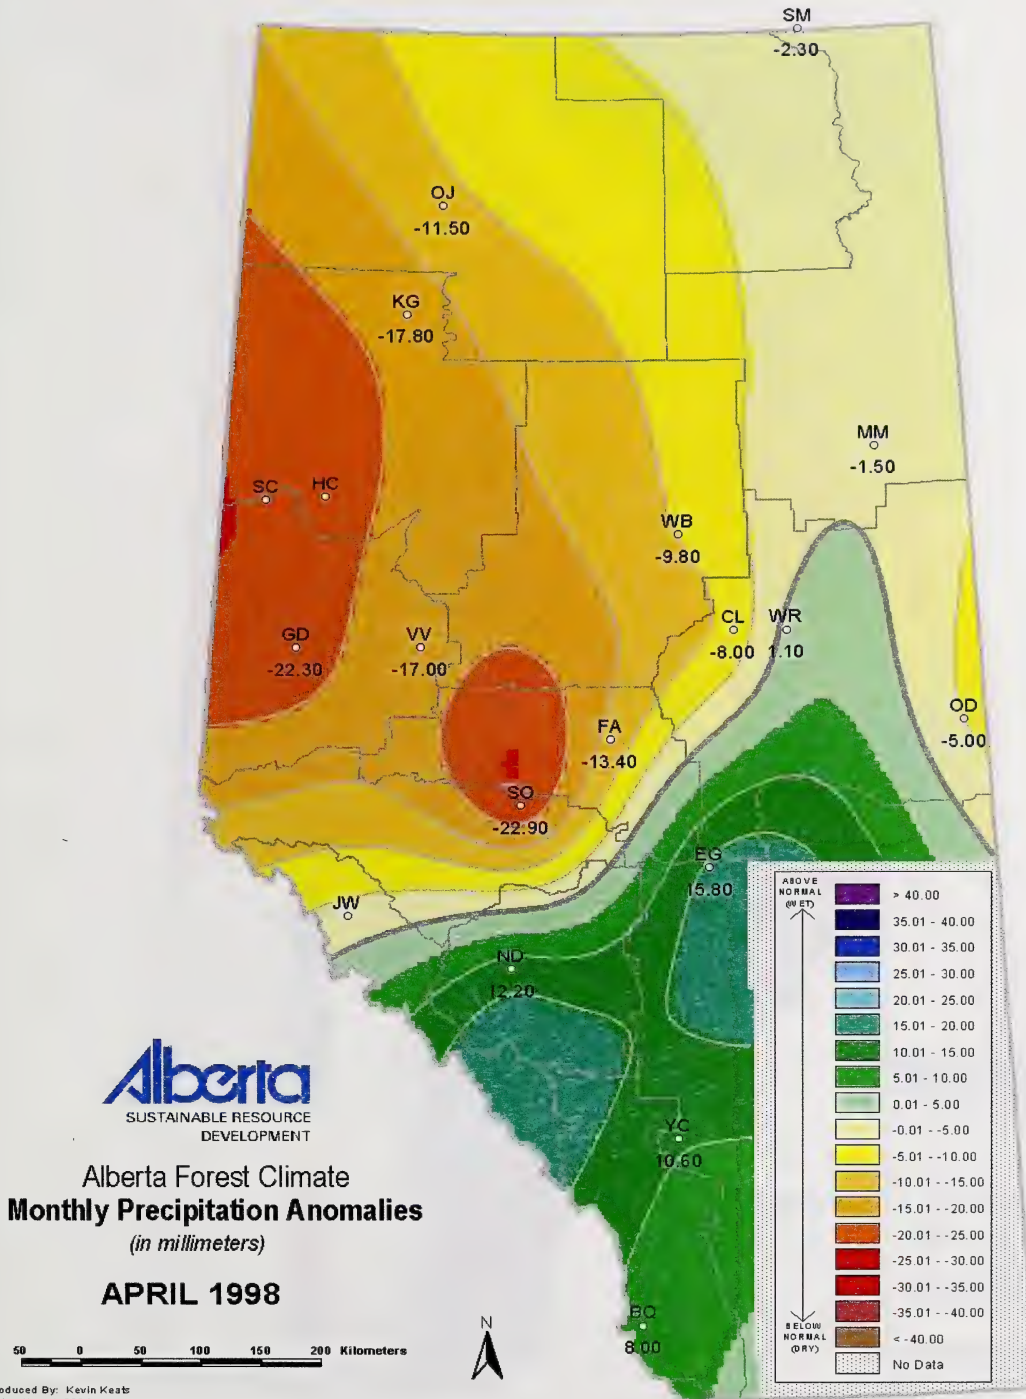 SM
-2.30
OJ
-11.50
KG
-17.80
MM
-1.50
SC
HC
WB
-9.80
CL
-8.00
WR
1.10
GD
-22.30
VV
-17.00
OD
-5.00
FA
-13.40
SO
-22.90
EG
15.80
JW
ND
12.20
YC
10.60
BQ
8.00
ABOVE
NORMAL
(WET)
> 40.00
35.01 - 40.00
30.01 - 35.00
25.01 - 30.00
20.01 - 25.00
15.01 - 20.00
10.01 - 15.00
5.01 - 10.00
0.01 - 5.00
-0.01 - -5.00
-5.01 - -10.00
-10.01 - -15.00
-15.01 - -20.00
-20.01 - -25.00
-25.01 - -30.00
-30.01 - -35.00
-35.01 - -40.00
< -40.00
No Data
BELOW
NORMAL
(DRY)
Alberta
SUSTAINABLE RESOURCE
DEVELOPMENT
Alberta Forest Climate
Monthly Precipitation Anomalies
(in millimeters)
APRIL 1998
N
50 0 50 100 150 200 Kilometers
oduced By: Kevin Keats